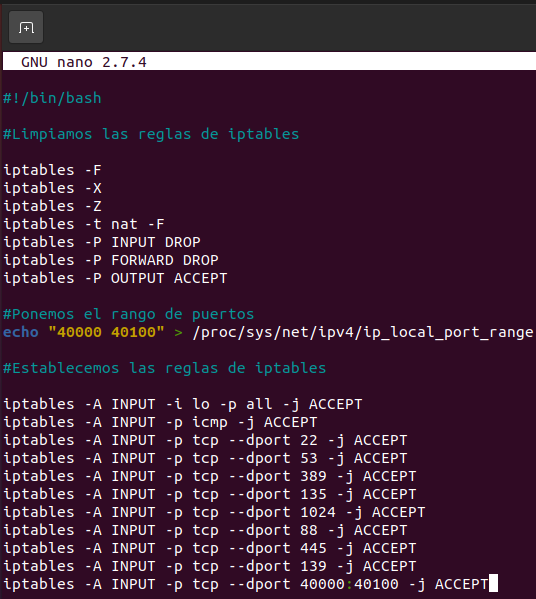 GNU nano 2.7.4
#!/bin/bash
#Limpiamos las reglas de iptables
iptables -F
iptables -X
iptables -Z
iptables -t nat -F
iptables -P INPUT DROP
iptables -P FORWARD DROP
iptables -P OUTPUT ACCEPT
#Ponemos el rango de puertos
echo "40000 40100" > /proc/sys/net/ipv4/ip_local_port_range
#Establecemos las reglas de iptables
iptables -A INPUT -i lo -p all -j ACCEPT
iptables -A INPUT -p icmp -j ACCEPT
iptables -A INPUT -p tcp --dport 22 -j ACCEPT
iptables -A INPUT -p tcp --dport 53 -j ACCEPT
iptables -A INPUT -p tcp --dport 389 -j ACCEPT
iptables -A INPUT -p tcp --dport 135 -j ACCEPT
iptables -A INPUT -p tcp --dport 1024 -j ACCEPT
iptables -A INPUT -p tcp --dport 88 -j ACCEPT
iptables -A INPUT -p tcp --dport 445 -j ACCEPT
iptables -A INPUT -p tcp --dport 139 -j ACCEPT
iptables -A INPUT -p tcp --dport 40000:40100 -j ACCEPT